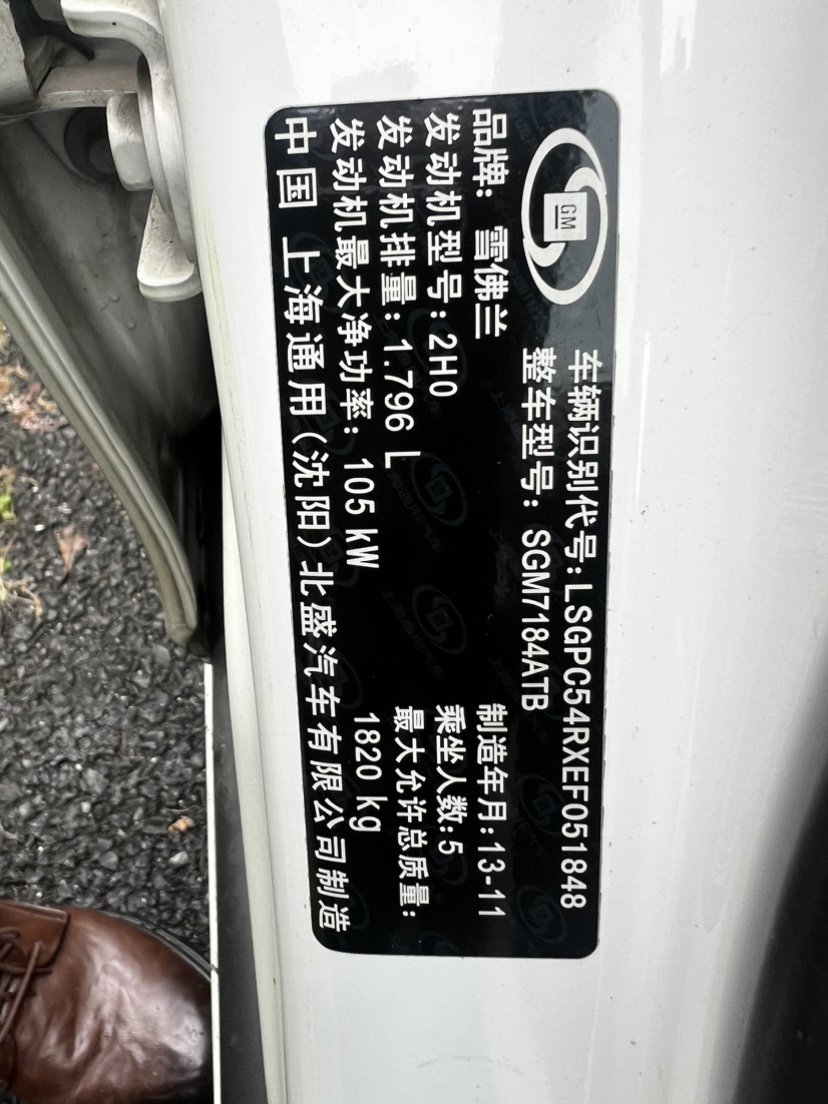 GM
车辆识别代号:LSGPC54RXEF051848
整车型号: SGM7184ATB
品牌: 雪佛兰
制造年月:13-11
发动机型号:2H0
乘坐人数:5
发动机排量:1.796 L
最大允许总质量:
发动机最大净功率: 105 kW
1820 kg
中国 上海通用(沈阳)北盛汽车有限公司制造